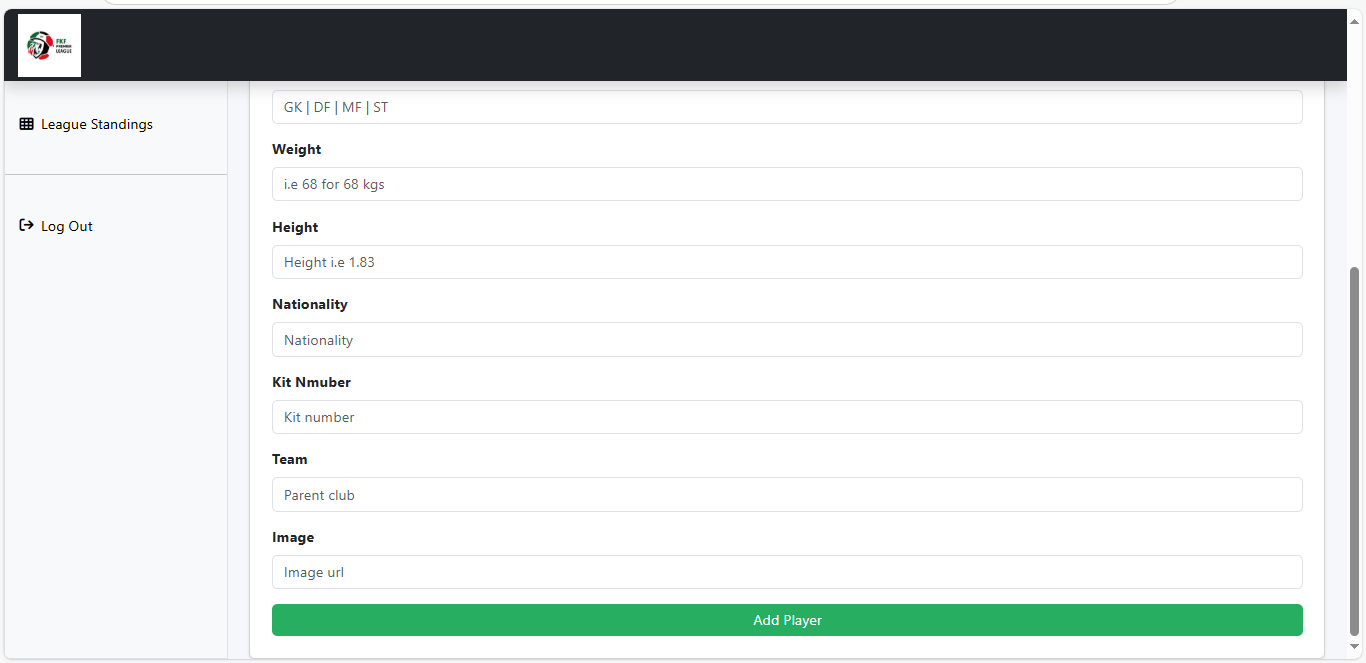 FKF
PREMIER
LEAGUE
League Standings
Log Out
GK | DF | MF | ST
Weight
i.e 68 for 68 kgs
Height
Height i.e 1.83
Nationality
Nationality
Kit Nmuber
Kit number
Team
Parent club
Image
Image url
Add Player